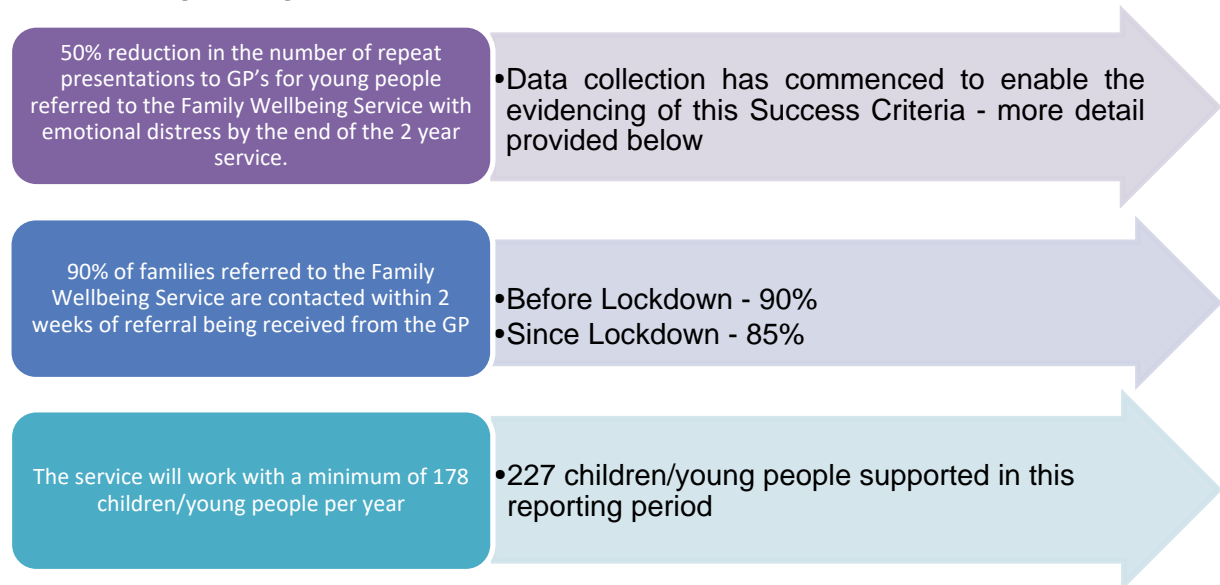 50% reduction in the number of repeat
presentations to GP's for young people
referred to the Family Wellbeing Service with
emotional distress by the end of the 2 year
service.
•Data collection has commenced to enable the
evidencing of this Success Criteria - more detail
provided below
90% of families referred to the Family
Wellbeing Service are contacted within 2
weeks of referral being received from the GP
•Before Lockdown - 90%
•Since Lockdown - 85%
The service will work with a minimum of 178
children/young people per year
•227 children/young people supported in this
reporting period